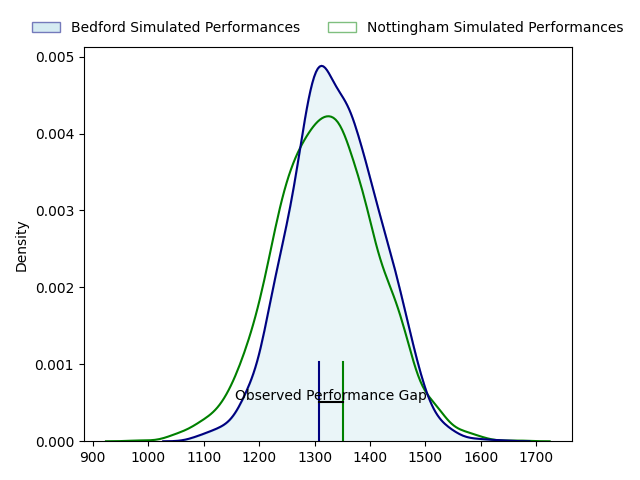 Bedford Simulated Performances
Nottingham Simulated Performances
0.005
0.004
0.003
0.002
0.001
0.000
Density
Observed Performance Gap
900 1000 1100 1200 1300 1400 1500 1600 1700